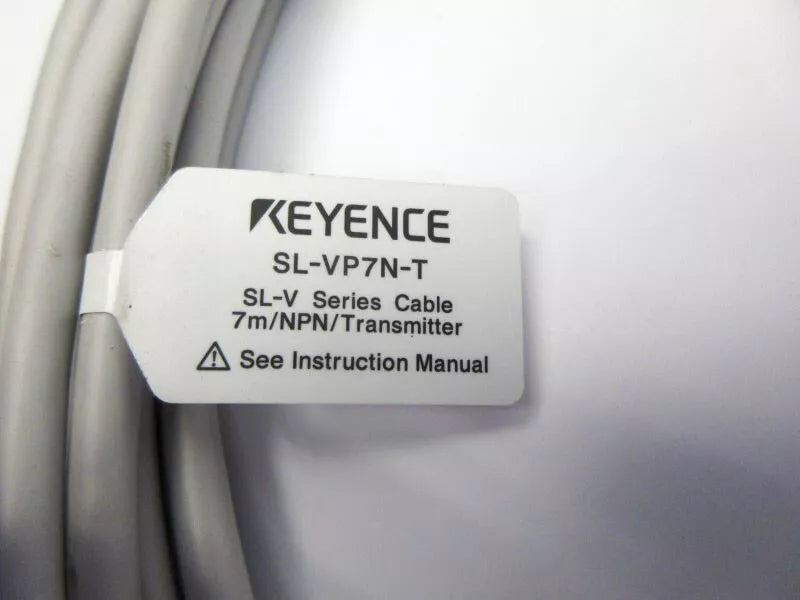 KEYENCE
SL-VP7N-T
SL-V Series Cable
7m/NPN/Transmitter
⚠ See Instruction Manual